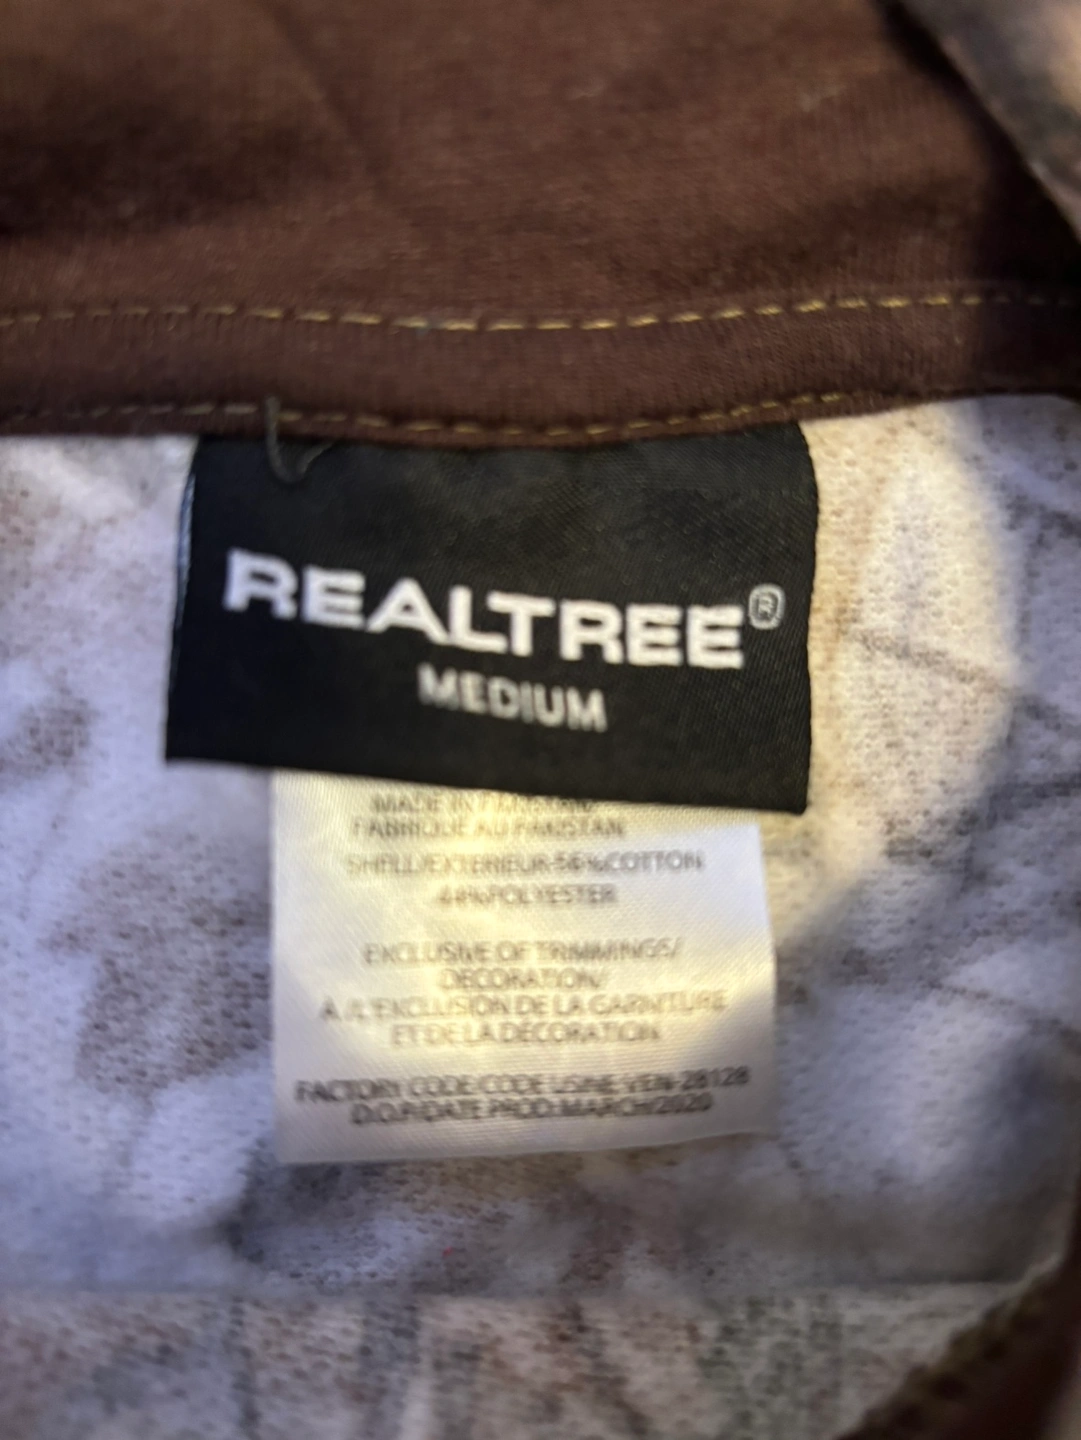 REALTREE®
MEDIUM
MADE IN PAKISTAN/
FABRIQUÉ AU PAKISTAN
SHELL/EXTÉRIEUR-56%COTTON
44%POLYESTER
EXCLUSIVE OF TRIMMINGS/
DECORATION/
À /L'EXCLUSION DE LA GARNITURE
ET DE LA DÉCORATION
FACTORY CODE/CODE USINE:VEN-28128
D.O.P/DATE PROD:MARCH/2020